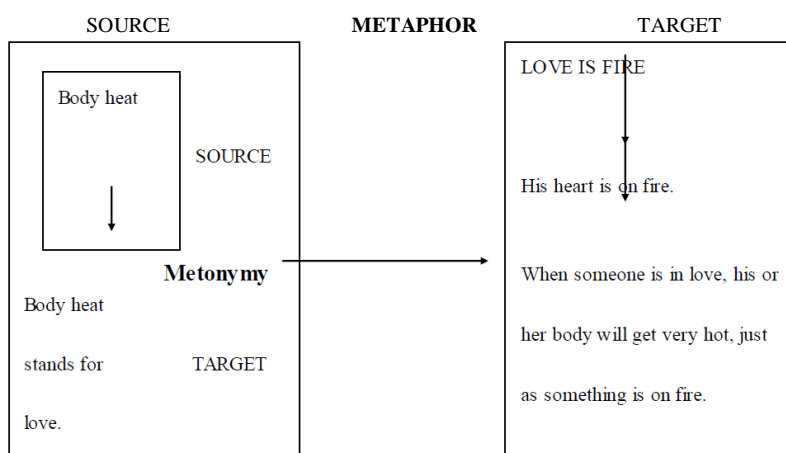 SOURCE METAPHOR TARGET
Body heat
SOURCE
Metonymy
Body heat
stands for TARGET
love.
LOVE IS FIRE
His heart is on fire.
When someone is in love, his or
her body will get very hot, just
as something is on fire.